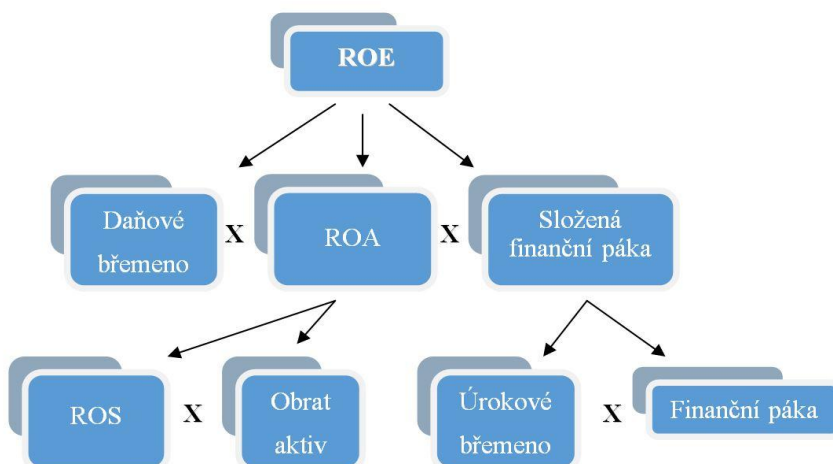 ROE
Daňové
břemeno
X
ROA
X
Složená
finanční páka
ROS
X
Obrat
aktiv
Úrokové
břemeno
X
Finanční páka